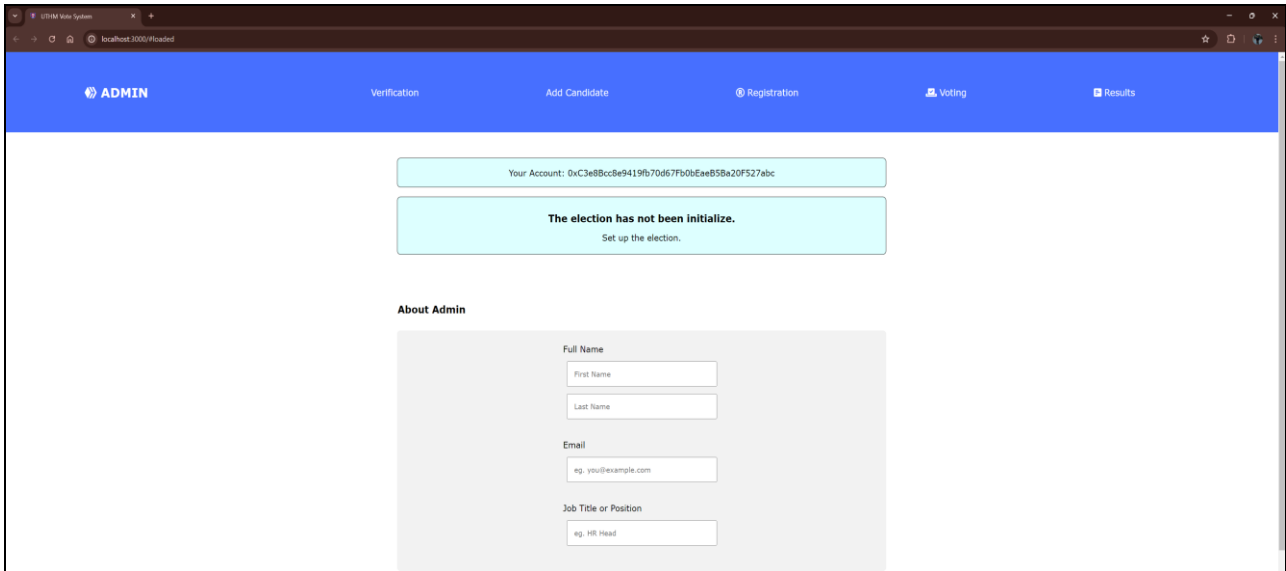 UTHM Vote System
localhost:3000/#loaded
ADMIN
Verification
Add Candidate
Registration
Voting
Results
Your Account: 0xC3e8Bcc8e9419fb70d67Fb0bEaeB5Ba20F527abc
The election has not been initialize.
Set up the election.
About Admin
Full Name
First Name
Last Name
Email
eg. you@example.com
Job Title or Position
eg. HR Head